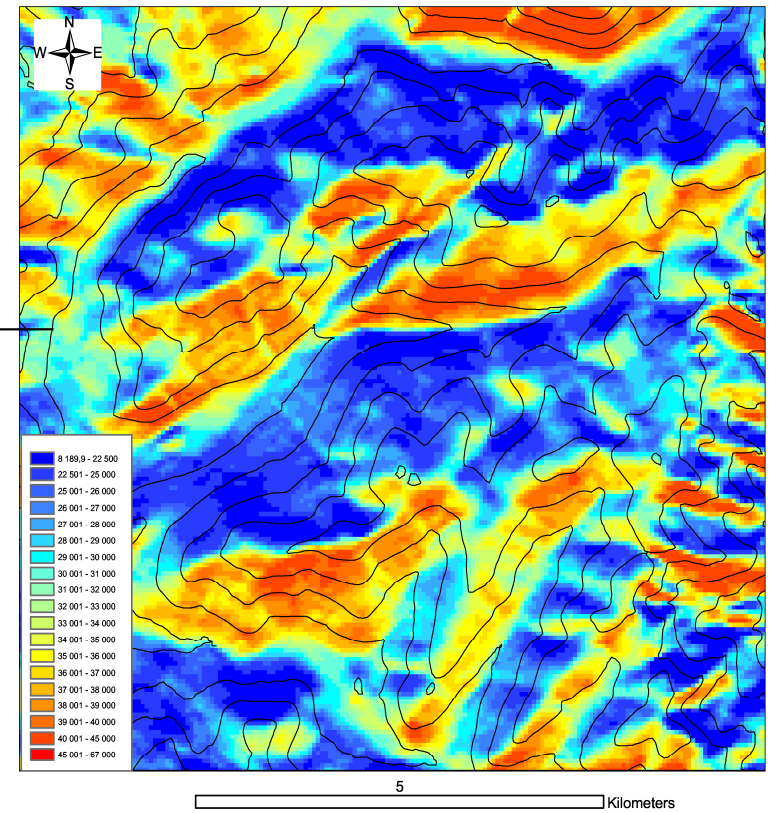 N
W E
S
8 189,9 - 22 500
22 501 - 25 000
25 001 - 26 000
26 001 - 27 000
27 001 - 28 000
28 001 - 29 000
29 001 - 30 000
30 001 - 31 000
31 001 - 32 000
32 001 - 33 000
33 001 - 34 000
34 001 - 35 000
35 001 - 36 000
36 001 - 37 000
37 001 - 38 000
38 001 - 39 000
39 001 - 40 000
40 001 - 45 000
45 001 - 67 000
5
Kilometers